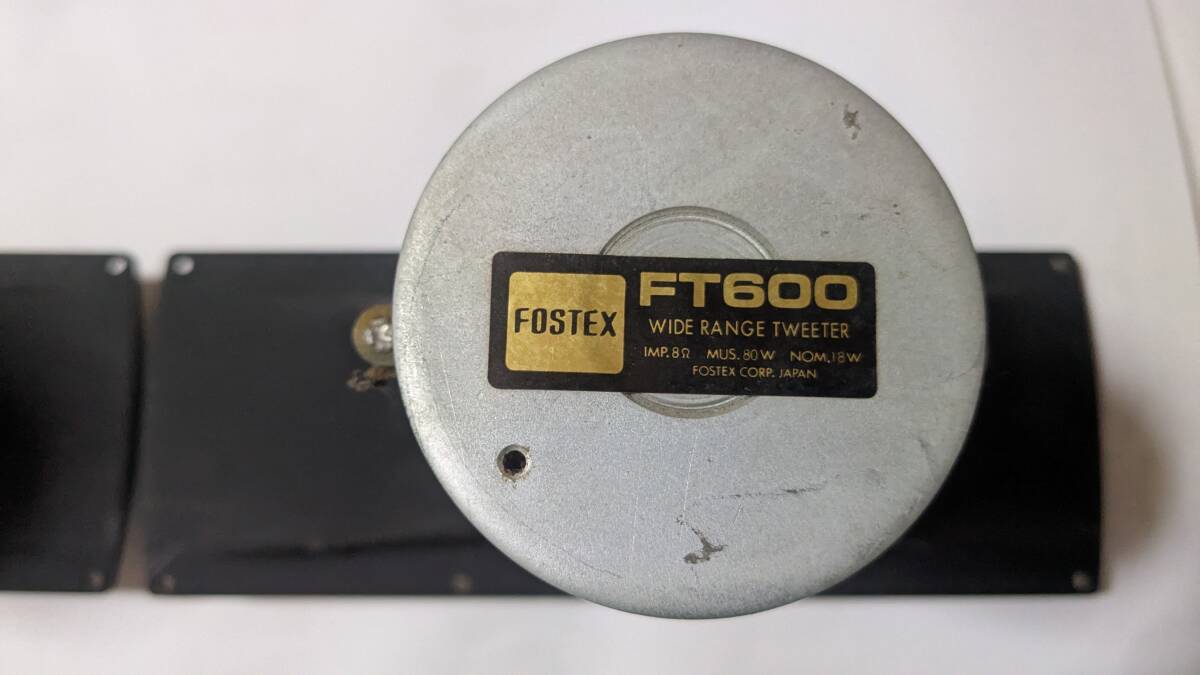 FOSTEX
FT600
WIDE RANGE TWEETER
IMP. 8Ω MUS. 80W NOM. 18W
FOSTEX CORP. JAPAN